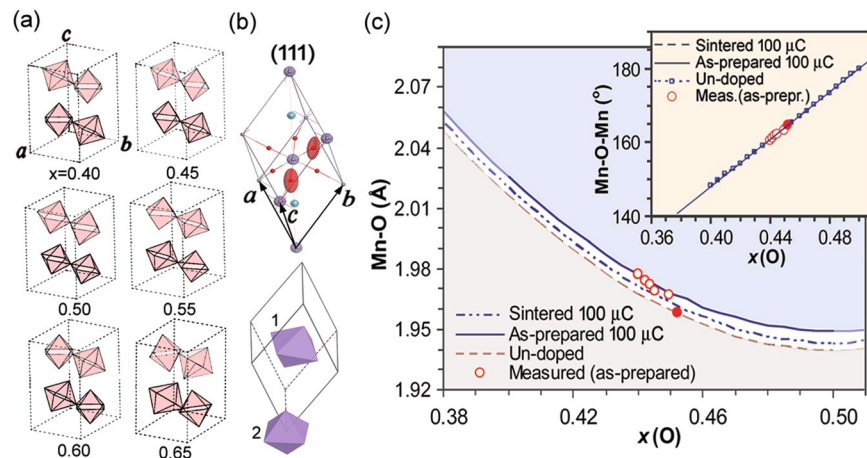 (a)
c
a
b
x=0.40
0.45
0.50
0.55
0.60
0.65
(b)
(111)
a
c
b
1
2
(c)
Mn-O (Å)
2.07
2.04
2.01
1.98
1.95
1.92
0.38
0.42
0.46
0.50
x(O)
Sintered 100 µC
As-prepared 100 µC
Un-doped
Measured (as-prepared)
Mn-O-Mn (°)
180
160
140
0.36
0.40
0.44
0.48
x(O)
Sintered 100 µC
As-prepared 100 µC
Un-doped
Meas.(as-prepr.)